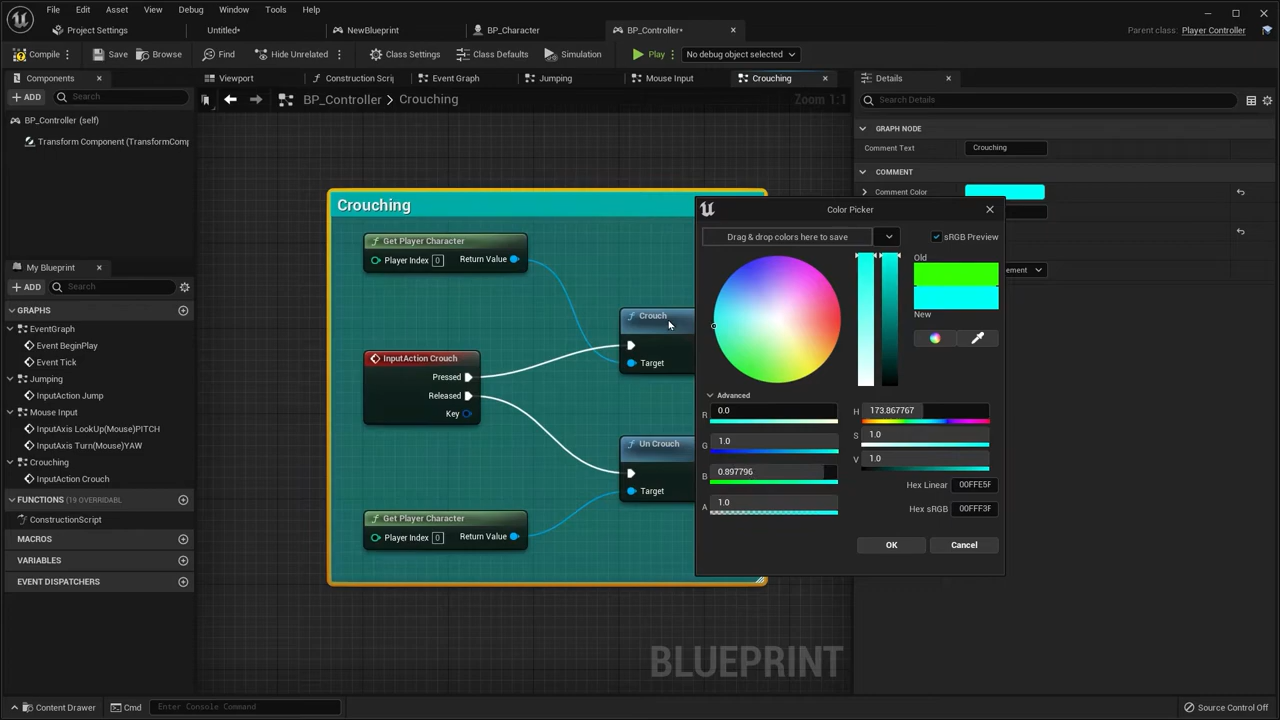 File Edit Asset View Debug Window Tools Help
Project Settings Untitled• NewBlueprint BP_Character BP_Controller• Parent class: Player Controller
Compile Save Browse Find Hide Unrelated Class Settings Class Defaults Simulation Play No debug object selected
Components Viewport Construction Scrip Event Graph Jumping Mouse Input Crouching Details
ADD Search BP_Controller Crouching Zoom 1:1 Search Details
BP_Controller (self)
GRAPH NODE
Transform Component (TransformComp
Comment Text Crouching
COMMENT
Comment Color
Crouching
Color Picker
Drag & drop colors here to save sRGB Preview
Get Player Character
Player Index 0 Return Value
Old
My Blueprint
ADD Search
GRAPHS
New
Crouch
EventGraph
Event BeginPlay
InputAction Crouch
Event Tick
Target
Pressed
Jumping
InputAction Jump
Released
Advanced
Mouse Input
Key
R 0.0 H 173.867767
InputAxis LookUp(Mouse)PITCH
G 1.0 S 1.0
InputAxis Turn(Mouse)YAW
Un Crouch
Crouching
B 0.897796 V 1.0
InputAction Crouch
Hex Linear 00FFE5F
Target
FUNCTIONS (19 OVERRIDABL
A 1.0 Hex sRGB 00FFF3F
ConstructionScript
Get Player Character
Player Index 0 Return Value
MACROS
OK Cancel
VARIABLES
EVENT DISPATCHERS
BLUEPRINT
Content Drawer Cmd Enter Console Command Source Control Off